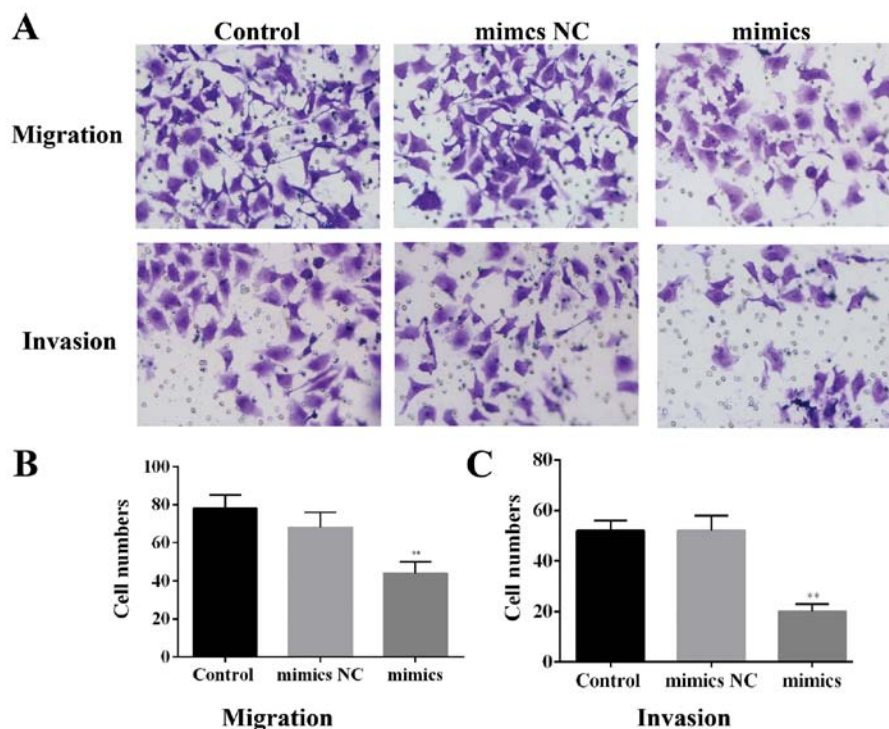 A
Control mimcs NC mimics
Migration
Invasion
B
Cell numbers
100
80
60
40
20
0
**
Control mimics NC mimics
Migration
C
Cell numbers
80
60
40
20
0
**
Control mimics NC mimics
Invasion